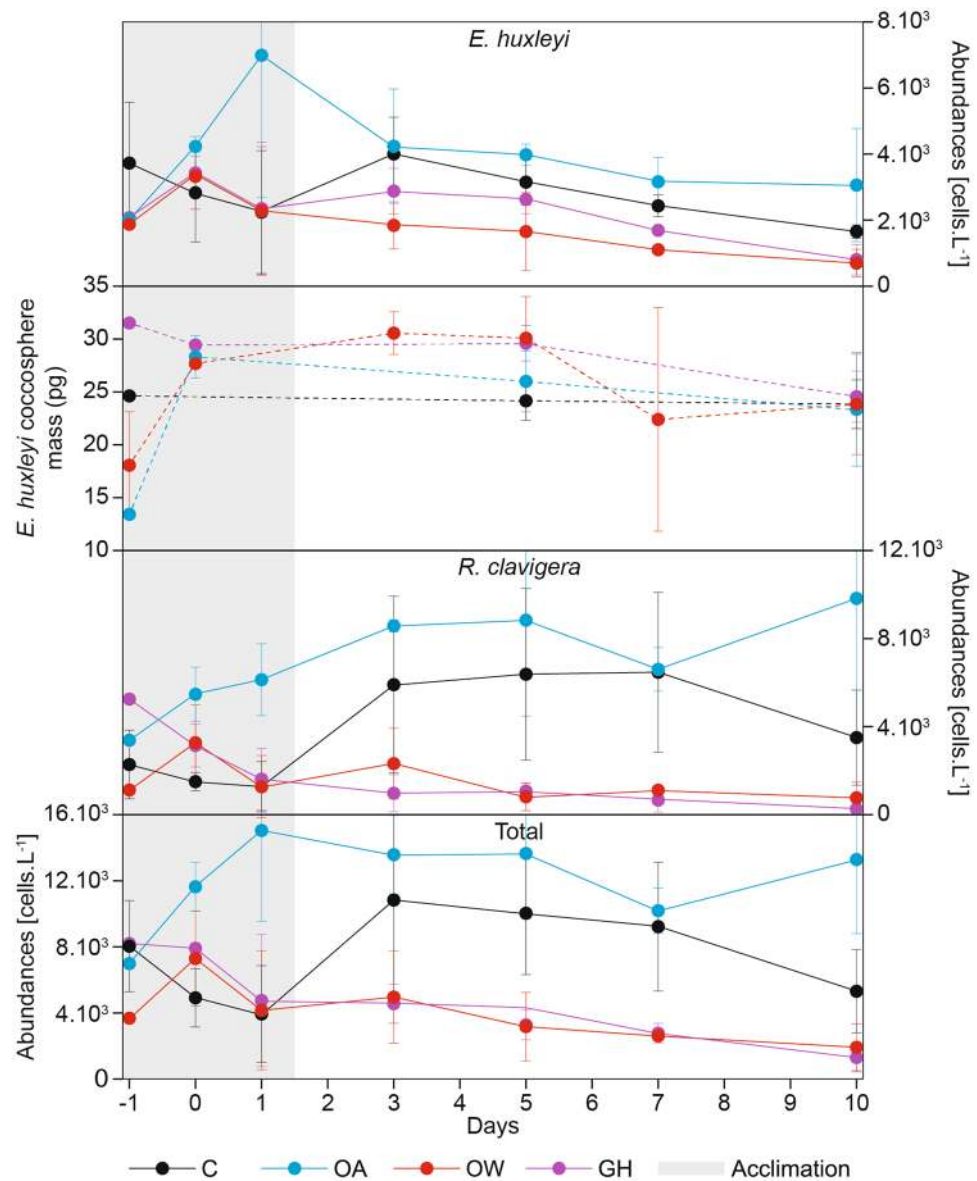 E. huxleyi
8.10³
6.10³
4.10³
2.10³
0
Abundances [cells.L⁻¹]
35
30
25
20
15
10
E. huxleyi coccosphere
mass (pg)
R. clavigera
12.10³
8.10³
4.10³
0
Abundances [cells.L⁻¹]
Total
16.10³
12.10³
8.10³
4.10³
0
Abundances [cells.L⁻¹]
-1 0 1 2 3 4 5 6 7 8 9 10
Days
C OA OW GH Acclimation